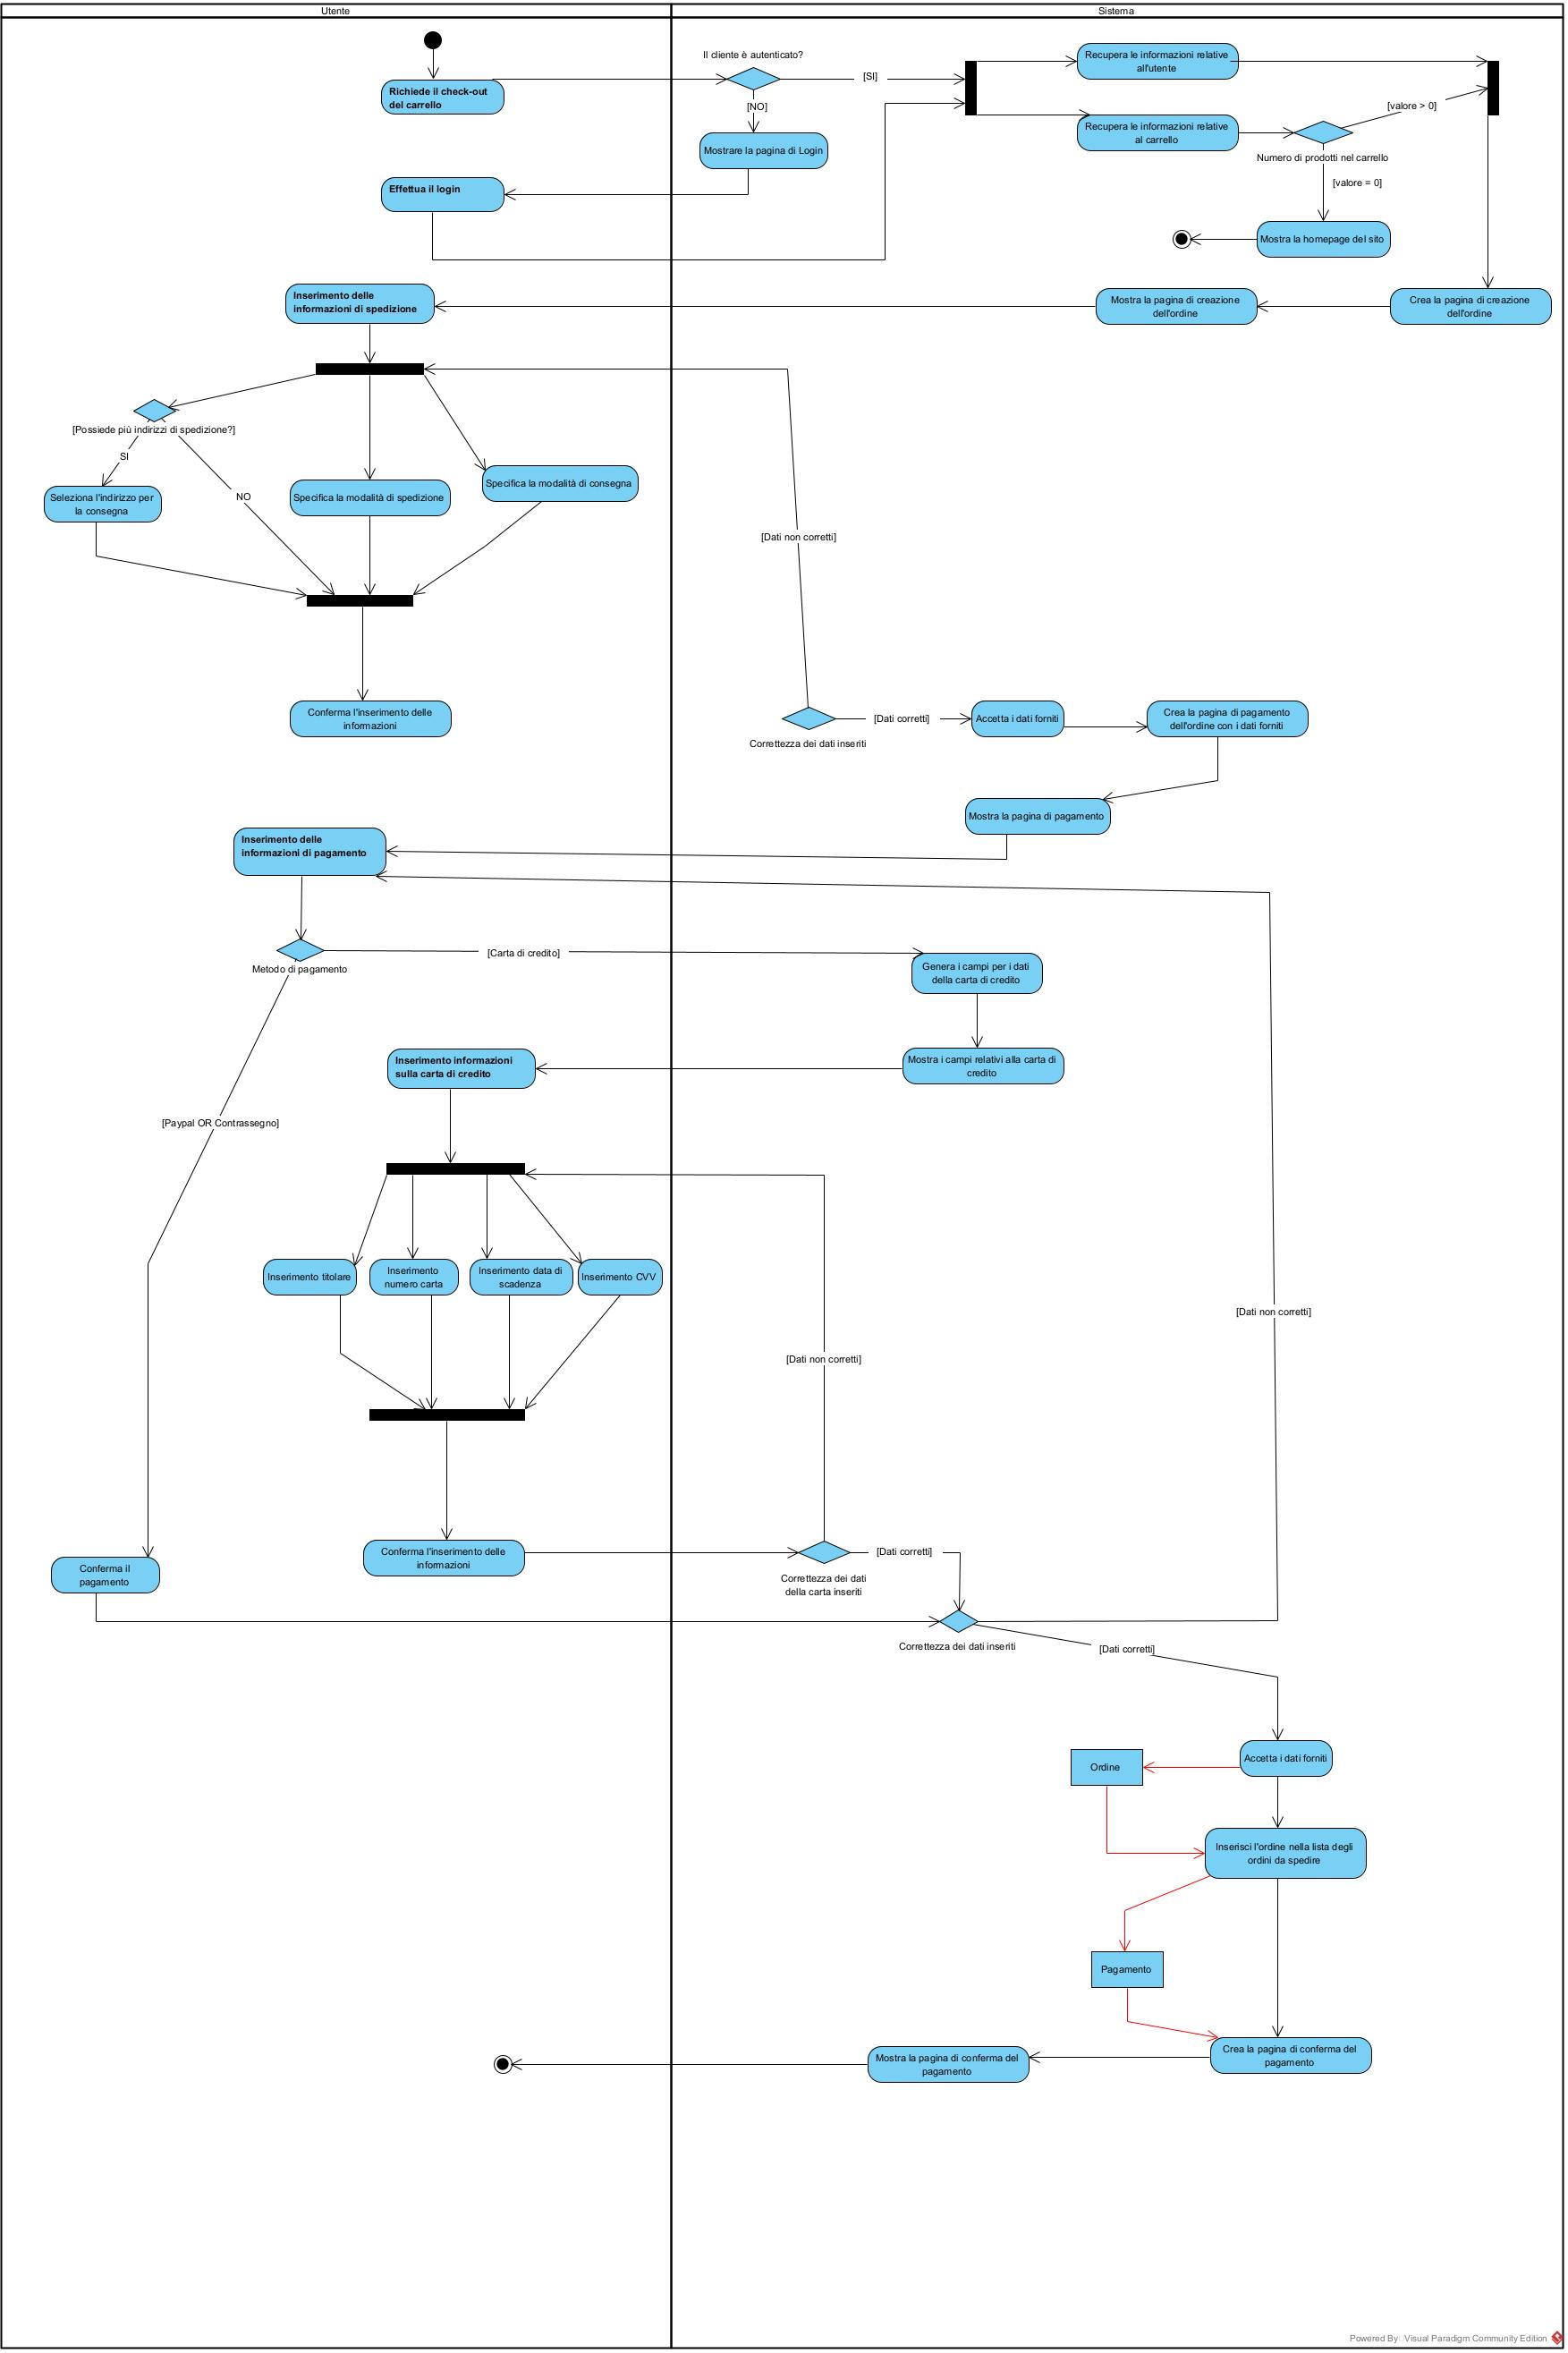 Utente
Sistema
Il cliente è autenticato?
Recupera le informazioni relative
all'utente
[SI]
Richiede il check-out
del carrello
[NO]
[valore > 0]
Recupera le informazioni relative
al carrello
Mostrare la pagina di Login
Numero di prodotti nel carrello
[valore = 0]
Effettua il login
Mostra la homepage del sito
Inserimento delle
informazioni di spedizione
Mostra la pagina di creazione
dell'ordine
Crea la pagina di creazione
dell'ordine
[Possiede più indirizzi di spedizione?]
SI
NO
Seleziona l'indirizzo per
la consegna
Specifica la modalità di spedizione
Specifica la modalità di consegna
[Dati non corretti]
Conferma l'inserimento delle
informazioni
[Dati corretti]
Correttezza dei dati inseriti
Accetta i dati forniti
Crea la pagina di pagamento
dell'ordine con i dati forniti
Mostra la pagina di pagamento
Inserimento delle
informazioni di pagamento
Metodo di pagamento
[Carta di credito]
Genera i campi per i dati
della carta di credito
Inserimento informazioni
sulla carta di credito
Mostra i campi relativi alla carta di
credito
[Paypal OR Contrassegno]
Inserimento titolare
Inserimento
numero carta
Inserimento data di
scadenza
Inserimento CVV
[Dati non corretti]
[Dati non corretti]
Conferma il
pagamento
Conferma l'inserimento delle
informazioni
[Dati corretti]
Correttezza dei dati
della carta inseriti
Correttezza dei dati inseriti
[Dati corretti]
Accetta i dati forniti
Ordine
Inserisci l'ordine nella lista degli
ordini da spedire
Pagamento
Crea la pagina di conferma del
pagamento
Mostra la pagina di conferma del
pagamento
Powered By: Visual Paradigm Community Edition